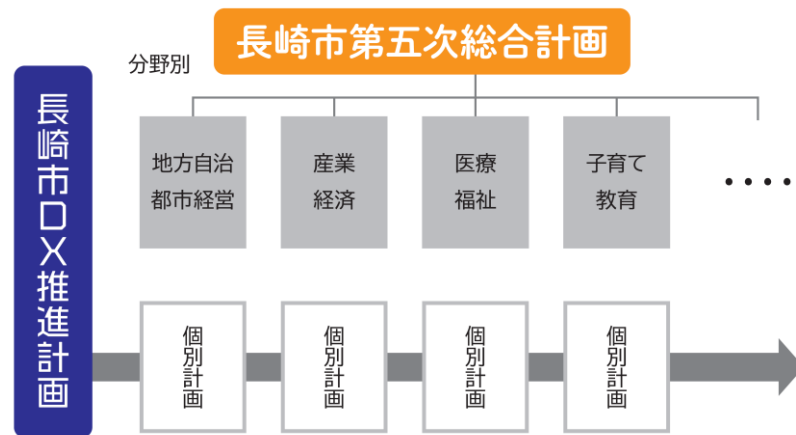 長崎市第五次総合計画
分野別
長崎市DX推進計画
地方自治
都市経営
産業
経済
医療
福祉
子育て
教育
・・・・
個別計画
個別計画
個別計画
個別計画